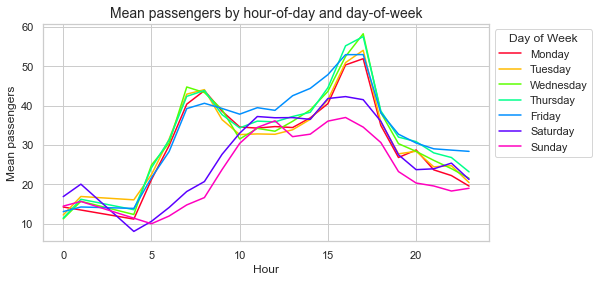 Mean passengers by hour-of-day and day-of-week
60
50
40
30
20
10
Mean passengers
0
5
10
15
20
Hour
Day of Week
Monday
Tuesday
Wednesday
Thursday
Friday
Saturday
Sunday